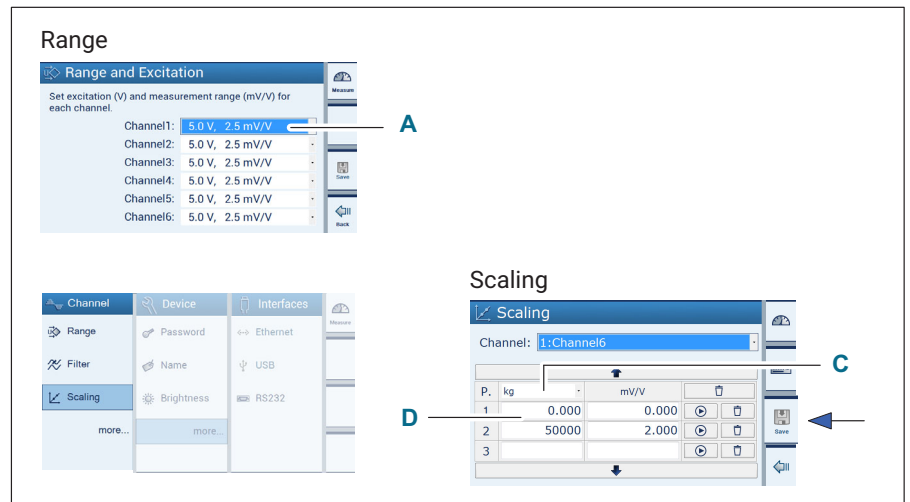 Range
Range and Excitation
Measure
Set excitation (V) and measurement range (mV/V) for
each channel.
Channel1: 5.0 V, 2.5 mV/V
A
Channel2: 5.0 V, 2.5 mV/V
Channel3: 5.0 V, 2.5 mV/V
Save
Channel4: 5.0 V, 2.5 mV/V
Channel5: 5.0 V, 2.5 mV/V
Channel6: 5.0 V, 2.5 mV/V
Back
Channel Device Interfaces
Measure
Range Password Ethernet
Filter Name USB
Scaling Brightness RS232
more... more...
Scaling
Scaling
Channel: 1:Channel6
C
P. kg mV/V
D
1 0.000 0.000
2 50000 2.000
Save
3